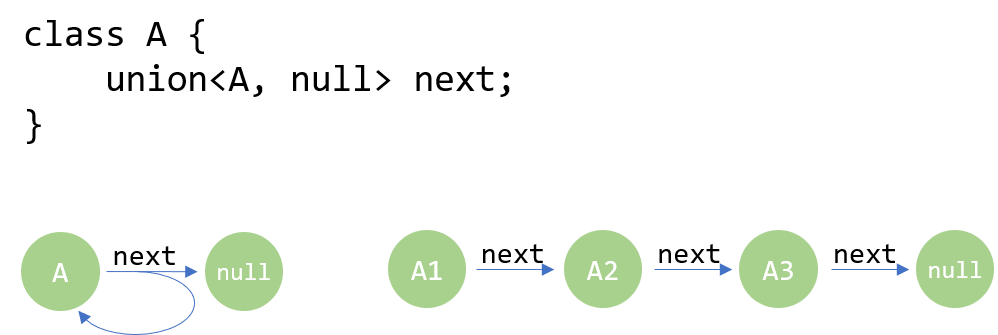 class A {
    union<A, null> next;
}
next next next next
A null A1 A2 A3 null